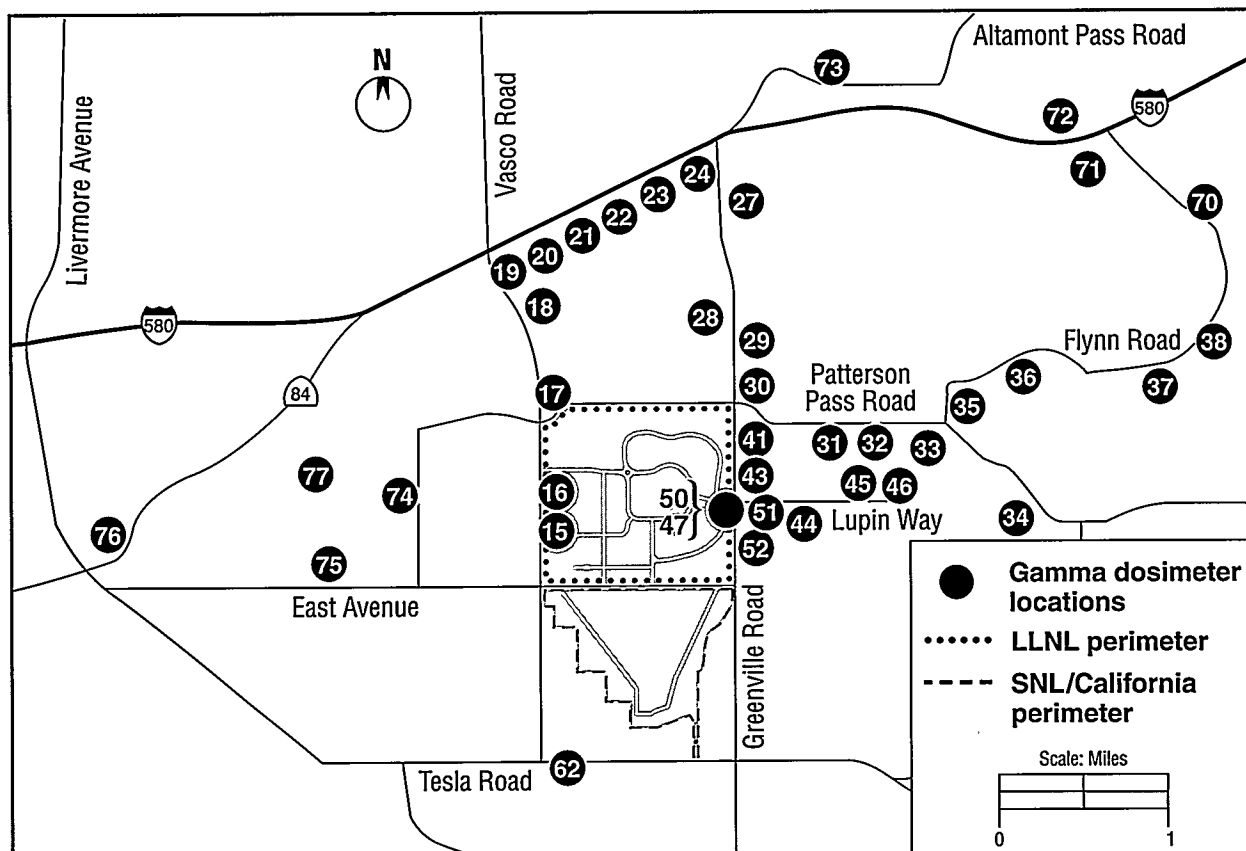 Altamont Pass Road
N
Vasco Road
Livermore Avenue
73
72
580
71
24
23
27
70
22
21
20
19
18
28
29
38
580
Flynn Road
36
37
84
17
30
Patterson
Pass Road
35
41
31
32
33
77
74
16
43
45
46
50
47
51
44
Lupin Way
34
76
15
52
75
East Avenue
Greenville Road
Tesla Road
62
Gamma dosimeter
locations
LLNL perimeter
SNL/California
perimeter
Scale: Miles
0
1